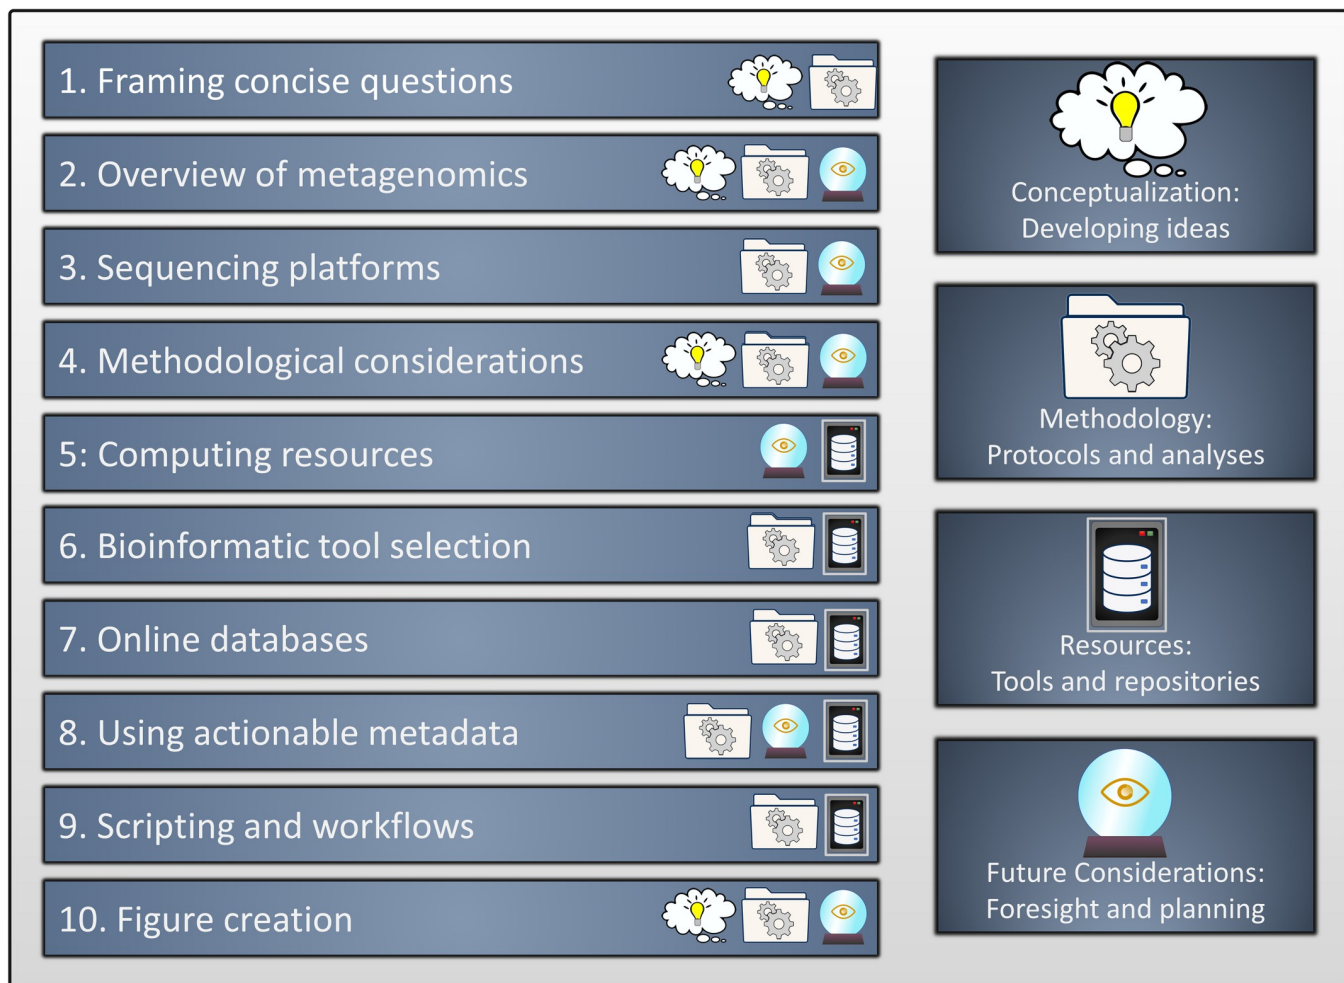 1. Framing concise questions
2. Overview of metagenomics
3. Sequencing platforms
4. Methodological considerations
5: Computing resources
6. Bioinformatic tool selection
7. Online databases
8. Using actionable metadata
9. Scripting and workflows
10. Figure creation
Conceptualization:
Developing ideas
Methodology:
Protocols and analyses
Resources:
Tools and repositories
Future Considerations:
Foresight and planning